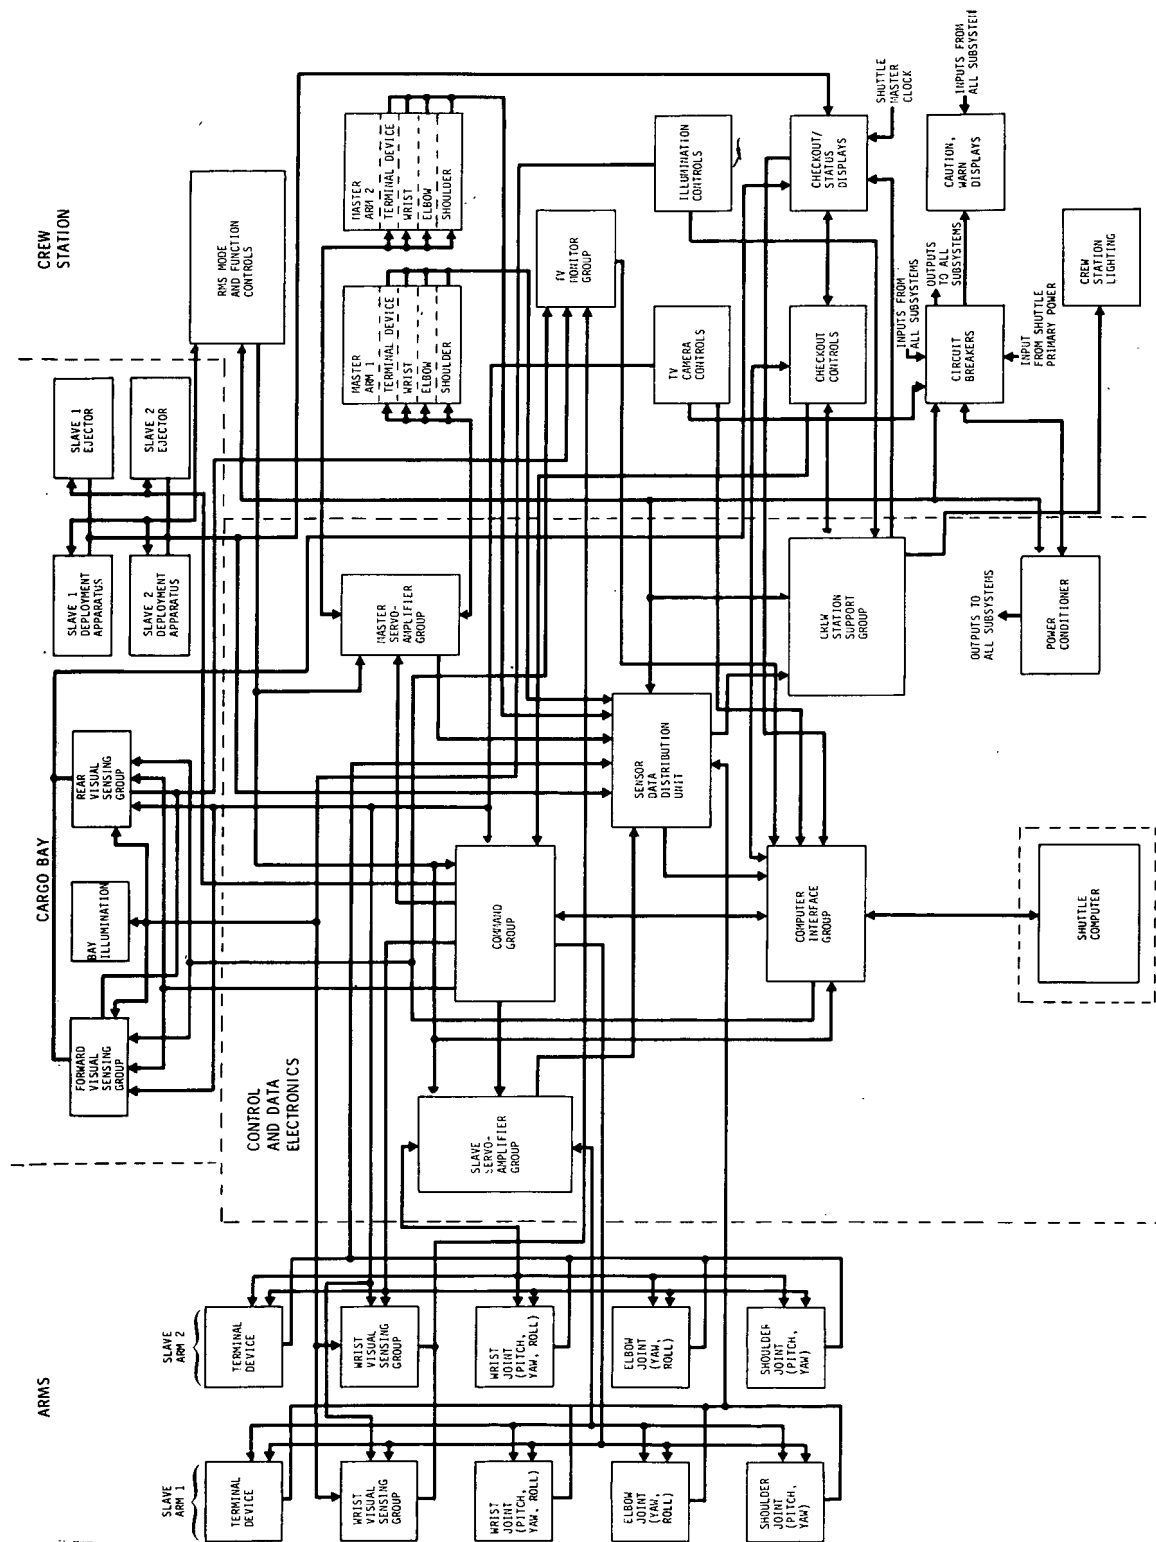 ARMS
SLAVE
ARM 1
TERMINAL
DEVICE
WRIST
VISUAL
SENSING
GROUP
WRIST
JOINT
(PITCH,
YAW, ROLL)
ELBOW
JOINT
(YAW,
ROLL)
SHOULDER
JOINT
(PITCH,
YAW)
SLAVE
ARM 2
TERMINAL
DEVICE
WRIST
VISUAL
SENSING
GROUP
WRIST
JOINT
(PITCH,
YAW, ROLL)
ELBOW
JOINT
(YAW,
ROLL)
SHOULDER
JOINT
(PITCH,
YAW)
CARGO BAY
FORWARD
VISUAL
SENSING
GROUP
BAY
ILLUMINATION
REAR
VISUAL
SENSING
GROUP
SLAVE 1
DEPLOYMENT
APPARATUS
SLAVE 2
DEPLOYMENT
APPARATUS
SLAVE 1
EJECTOR
SLAVE 2
EJECTOR
CONTROL
AND DATA
ELECTRONICS
SLAVE
SERVO-
AMPLIFIER
GROUP
COMMAND
GROUP
MASTER
SERVO-
AMPLIFIER
GROUP
SENSOR
DATA
DISTRIBUTION
UNIT
COMPUTER
INTERFACE
GROUP
CREW
STATION
SUPPORT
GROUP
OUTPUTS TO
ALL SUBSYSTEMS
POWER
CONDITIONER
SHUTTLE
COMPUTER
CREW
STATION
RMS MODE
AND FUNCTION
CONTROLS
MASTER
ARM 1
TERMINAL DEVICE
WRIST
ELBOW
SHOULDER
MASTER
ARM 2
TERMINAL DEVICE
WRIST
ELBOW
SHOULDER
TV
MONITOR
GROUP
TV
CAMERA
CONTROLS
ILLUMINATION
CONTROLS
CHECKOUT
CONTROLS
CHECKOUT/
STATUS
DISPLAYS
SHUTTLE
MASTER
CLOCK
INPUTS FROM
ALL SUBSYSTEMS
OUTPUTS
TO ALL
SUBSYSTEMS
CIRCUIT
BREAKERS
INPUT
FROM SHUTTLE
PRIMARY POWER
CAUTION,
WARN
DISPLAYS
INPUTS FROM
ALL SUBSYSTEM
CREW
STATION
LIGHTING